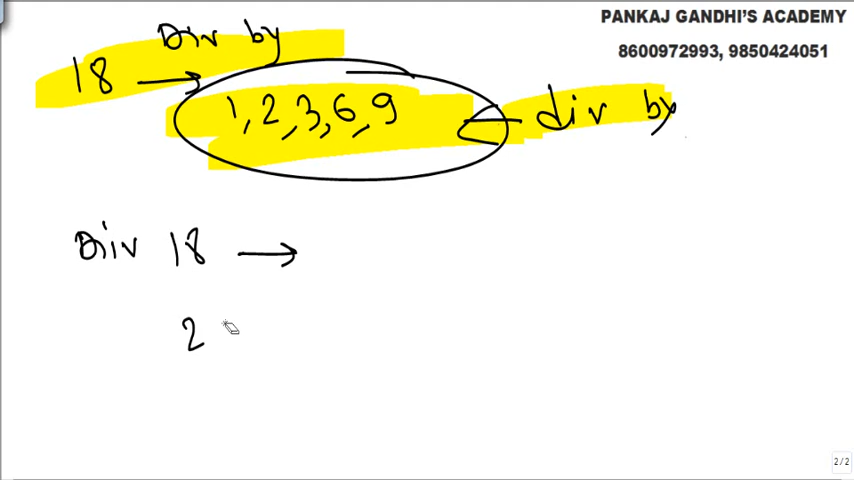 PANKAJ GANDHI'S ACADEMY
8600972993, 9850424051
Div by
18 →
1, 2, 3, 6, 9
div by
Div 18 →
2
2/2